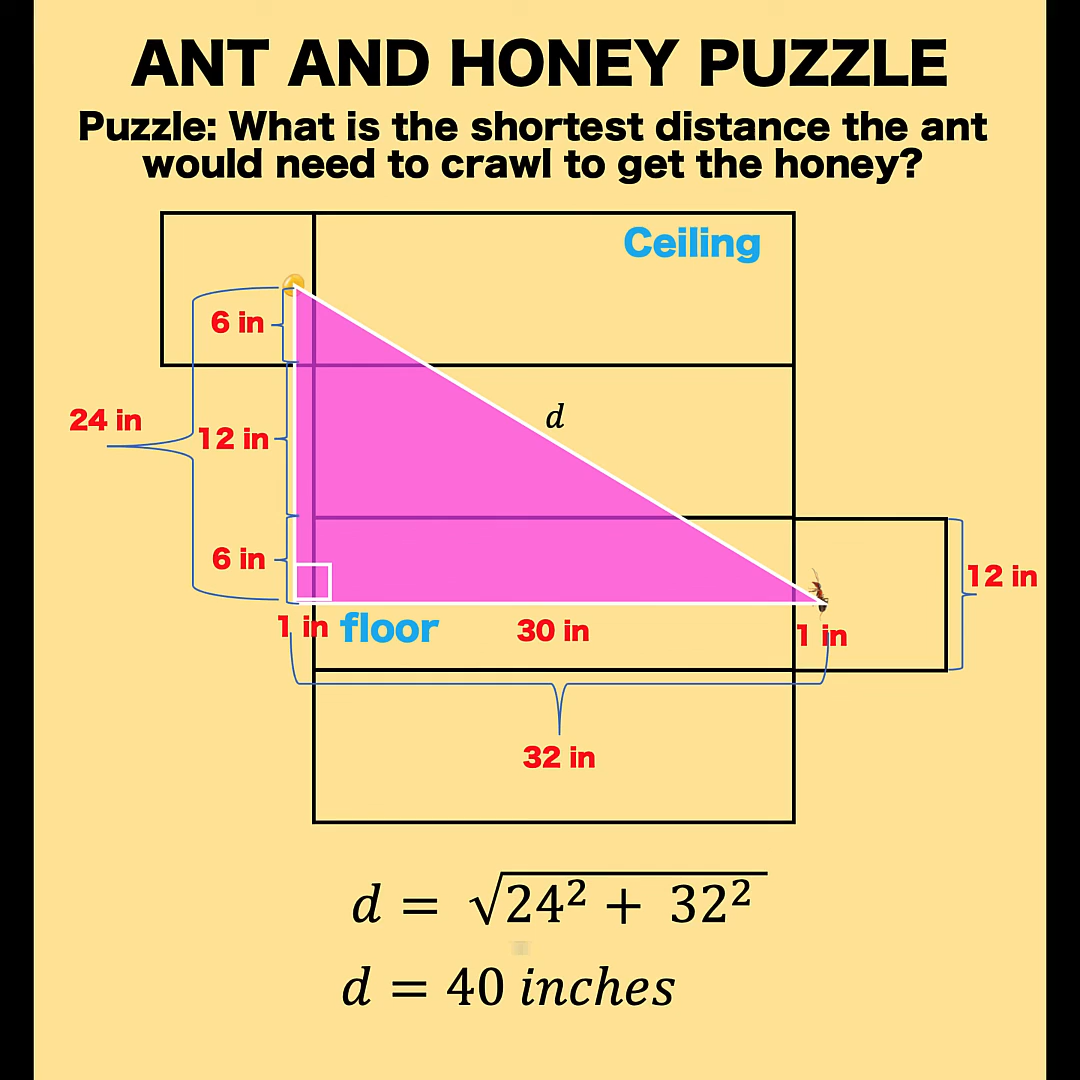 ANT AND HONEY PUZZLE
Puzzle: What is the shortest distance the ant
would need to crawl to get the honey?
Ceiling
6 in
d
24 in
12 in
6 in
12 in
1 in
floor
30 in
1 in
32 in
d = √24² + 32²
d = 40 inches